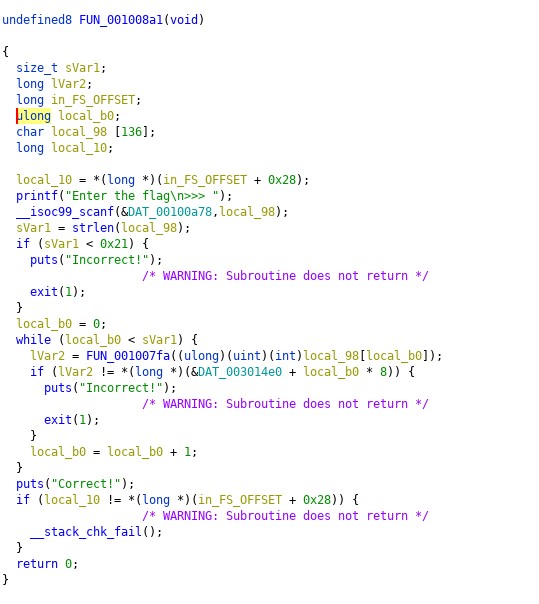 undefined8 FUN_001008a1(void)
{
size_t sVar1;
long lVar2;
long in_FS_OFFSET;
ulong local_b0;
char local_98 [136];
long local_10;
local_10 = *(long *)(in_FS_OFFSET + 0x28);
printf("Enter the flag\n>>> ");
__isoc99_scanf(&DAT_00100a78,local_98);
sVar1 = strlen(local_98);
if (sVar1 < 0x21) {
puts("Incorrect!");
/* WARNING: Subroutine does not return */
exit(1);
}
local_b0 = 0;
while (local_b0 < sVar1) {
lVar2 = FUN_001007fa((ulong)(uint)(int)local_98[local_b0]);
if (lVar2 != *(long *)(&DAT_003014e0 + local_b0 * 8)) {
puts("Incorrect!");
/* WARNING: Subroutine does not return */
exit(1);
}
local_b0 = local_b0 + 1;
}
puts("Correct!");
if (local_10 != *(long *)(in_FS_OFFSET + 0x28)) {
/* WARNING: Subroutine does not return */
__stack_chk_fail();
}
return 0;
}